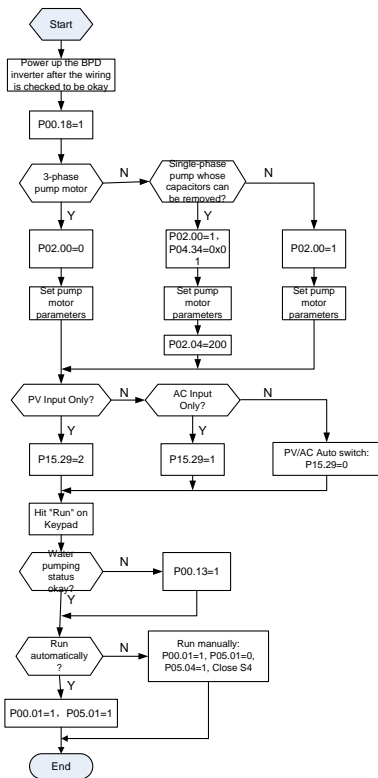 Start
Power up the BPD
inverter after the wiring
is checked to be okay
P00.18=1
3-phase
pump motor
N
Single-phase
pump whose
capacitors can
be removed?
N
Y
Y
P02.00=0
P02.00=1,
P04.34=0x0
1
P02.00=1
Set pump
motor
parameters
Set pump
motor
parameters
Set pump
motor
parameters
P02.04=200
PV Input Only?
N
AC Input
Only?
N
Y
Y
P15.29=2
P15.29=1
PV/AC Auto switch:
P15.29=0
Hit "Run" on
Keypad
Water
pumping
status
okay?
N
P00.13=1
Y
Run
automatically
?
N
Run manually:
P00.01=1, P05.01=0,
P05.04=1, Close S4
Y
P00.01=1, P05.01=1
End